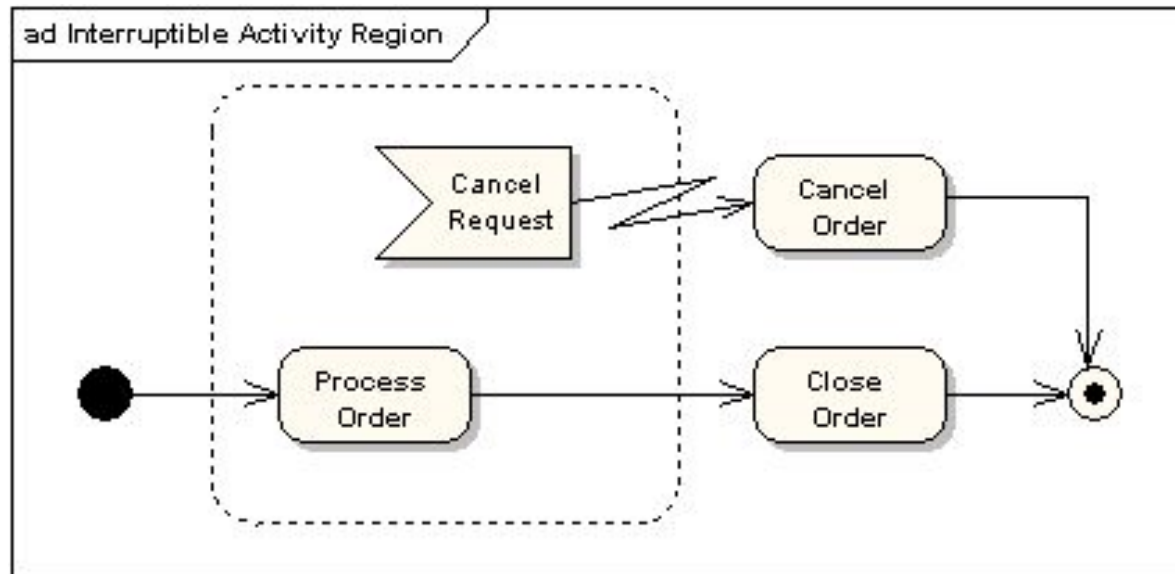 ad Interruptible Activity Region
Cancel
Request
Cancel
Order
Process
Order
Close
Order